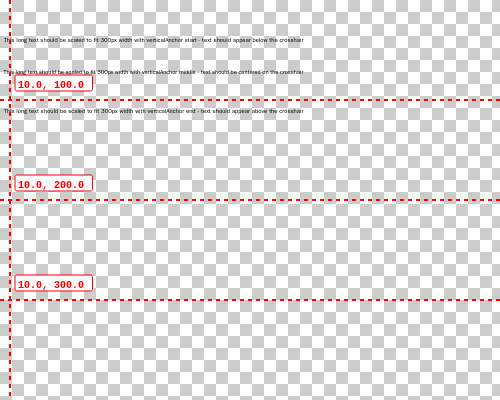 This long text should be scaled to fit 300px width with verticalAnchor start - text should appear below the crosshair
This long text should be scaled to fit 300px width with verticalAnchor middle - text should be centered on the crosshair
10.0, 100.0
This long text should be scaled to fit 300px width with verticalAnchor end - text should appear above the crosshair
10.0, 200.0
10.0, 300.0